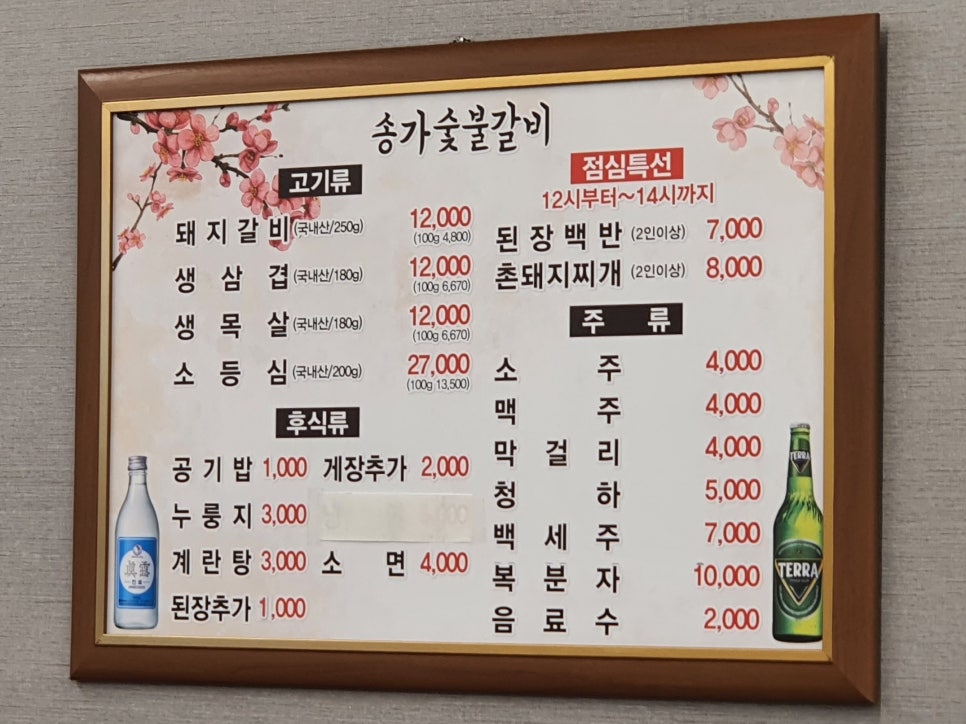 송가숯불갈비
고기류
돼지갈비 (국내산/250g) 12,000
(100g 4,800)
생삼겹 (국내산/180g) 12,000
(100g 6,670)
생목살 (국내산/180g) 12,000
(100g 6,670)
소등심 (국내산/200g) 27,000
(100g 13,500)
후식류
공기밥 1,000 게장추가 2,000
누룽지 3,000
계란탕 3,000 소면 4,000
된장추가 1,000
점심특선
12시부터~14시까지
된장백반 (2인이상) 7,000
촌돼지찌개 (2인이상) 8,000
주류
소주 4,000
맥주 4,000
막걸리 4,000
청하 5,000
백세주 7,000
복분자 10,000
음료수 2,000
眞露
TERRA
TERRA